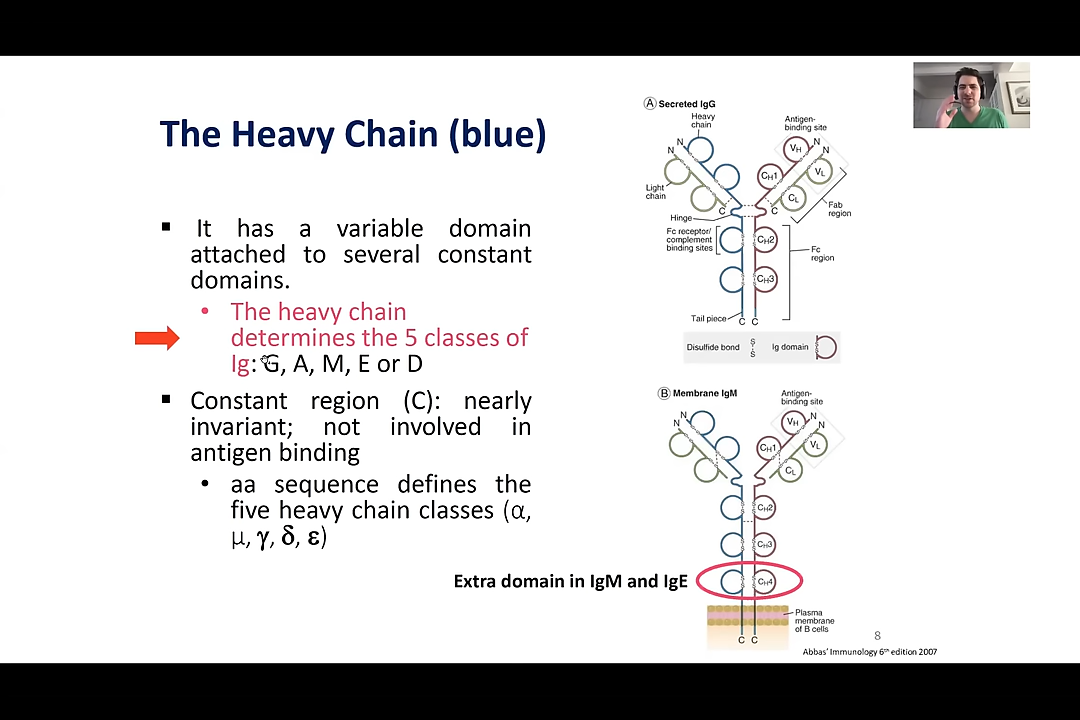 The Heavy Chain (blue)
▪ It has a variable domain
attached to several constant
domains.
• The heavy chain
determines the 5 classes of
Ig: G, A, M, E or D
▪ Constant region (C): nearly
invariant; not involved in
antigen binding
• aa sequence defines the
five heavy chain classes (α,
μ, γ, δ, ε)
Extra domain in IgM and IgE
A Secreted IgG
Heavy
chain
Antigen-
binding site
N
N
VH
N
N
CH1
VL
Light
chain
CL
C
C
Hinge
Fab
region
Fc receptor/
complement
binding sites
CH2
Fc
region
CH3
Tail piece
C C
Disulfide bond
S
S
Ig domain
B Membrane IgM
Antigen-
binding site
N
N
VH
N
N
CH1
VL
CL
CH2
CH3
CH4
Plasma
membrane
of B cells
C C
8
Abbas' Immunology 6th edition 2007